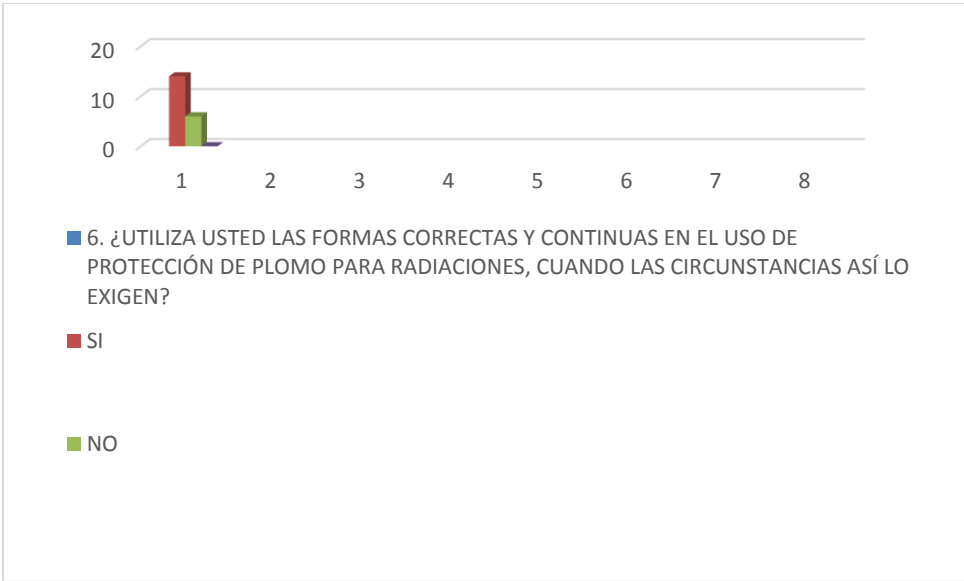 20
10
0
1 2 3 4 5 6 7 8
6. ¿UTILIZA USTED LAS FORMAS CORRECTAS Y CONTINUAS EN EL USO DE
PROTECCIÓN DE PLOMO PARA RADIACIONES, CUANDO LAS CIRCUNSTANCIAS ASÍ LO
EXIGEN?
SI
NO